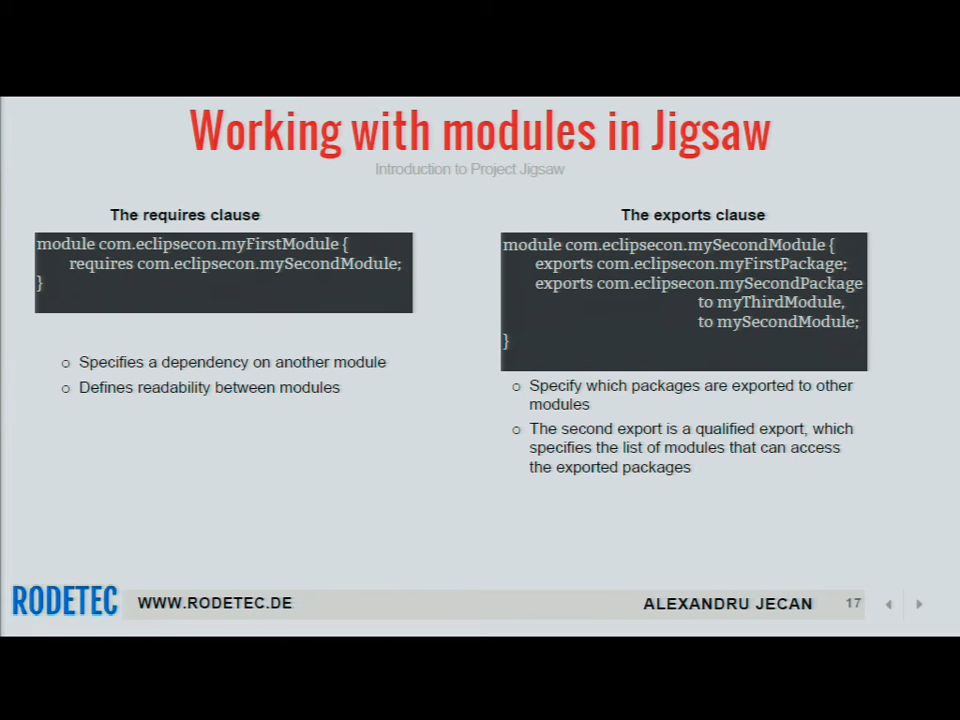 Working with modules in Jigsaw
Introduction to Project Jigsaw
The requires clause
module com.eclipsecon.myFirstModule {
requires com.eclipsecon.mySecondModule;
}
○ Specifies a dependency on another module
○ Defines readability between modules
The exports clause
module com.eclipsecon.mySecondModule {
exports com.eclipsecon.myFirstPackage;
exports com.eclipsecon.mySecondPackage
to myThirdModule,
to mySecondModule;
}
○ Specify which packages are exported to other
modules
○ The second export is a qualified export, which
specifies the list of modules that can access
the exported packages
RODETEC
WWW.RODETEC.DE
ALEXANDRU JECAN
17